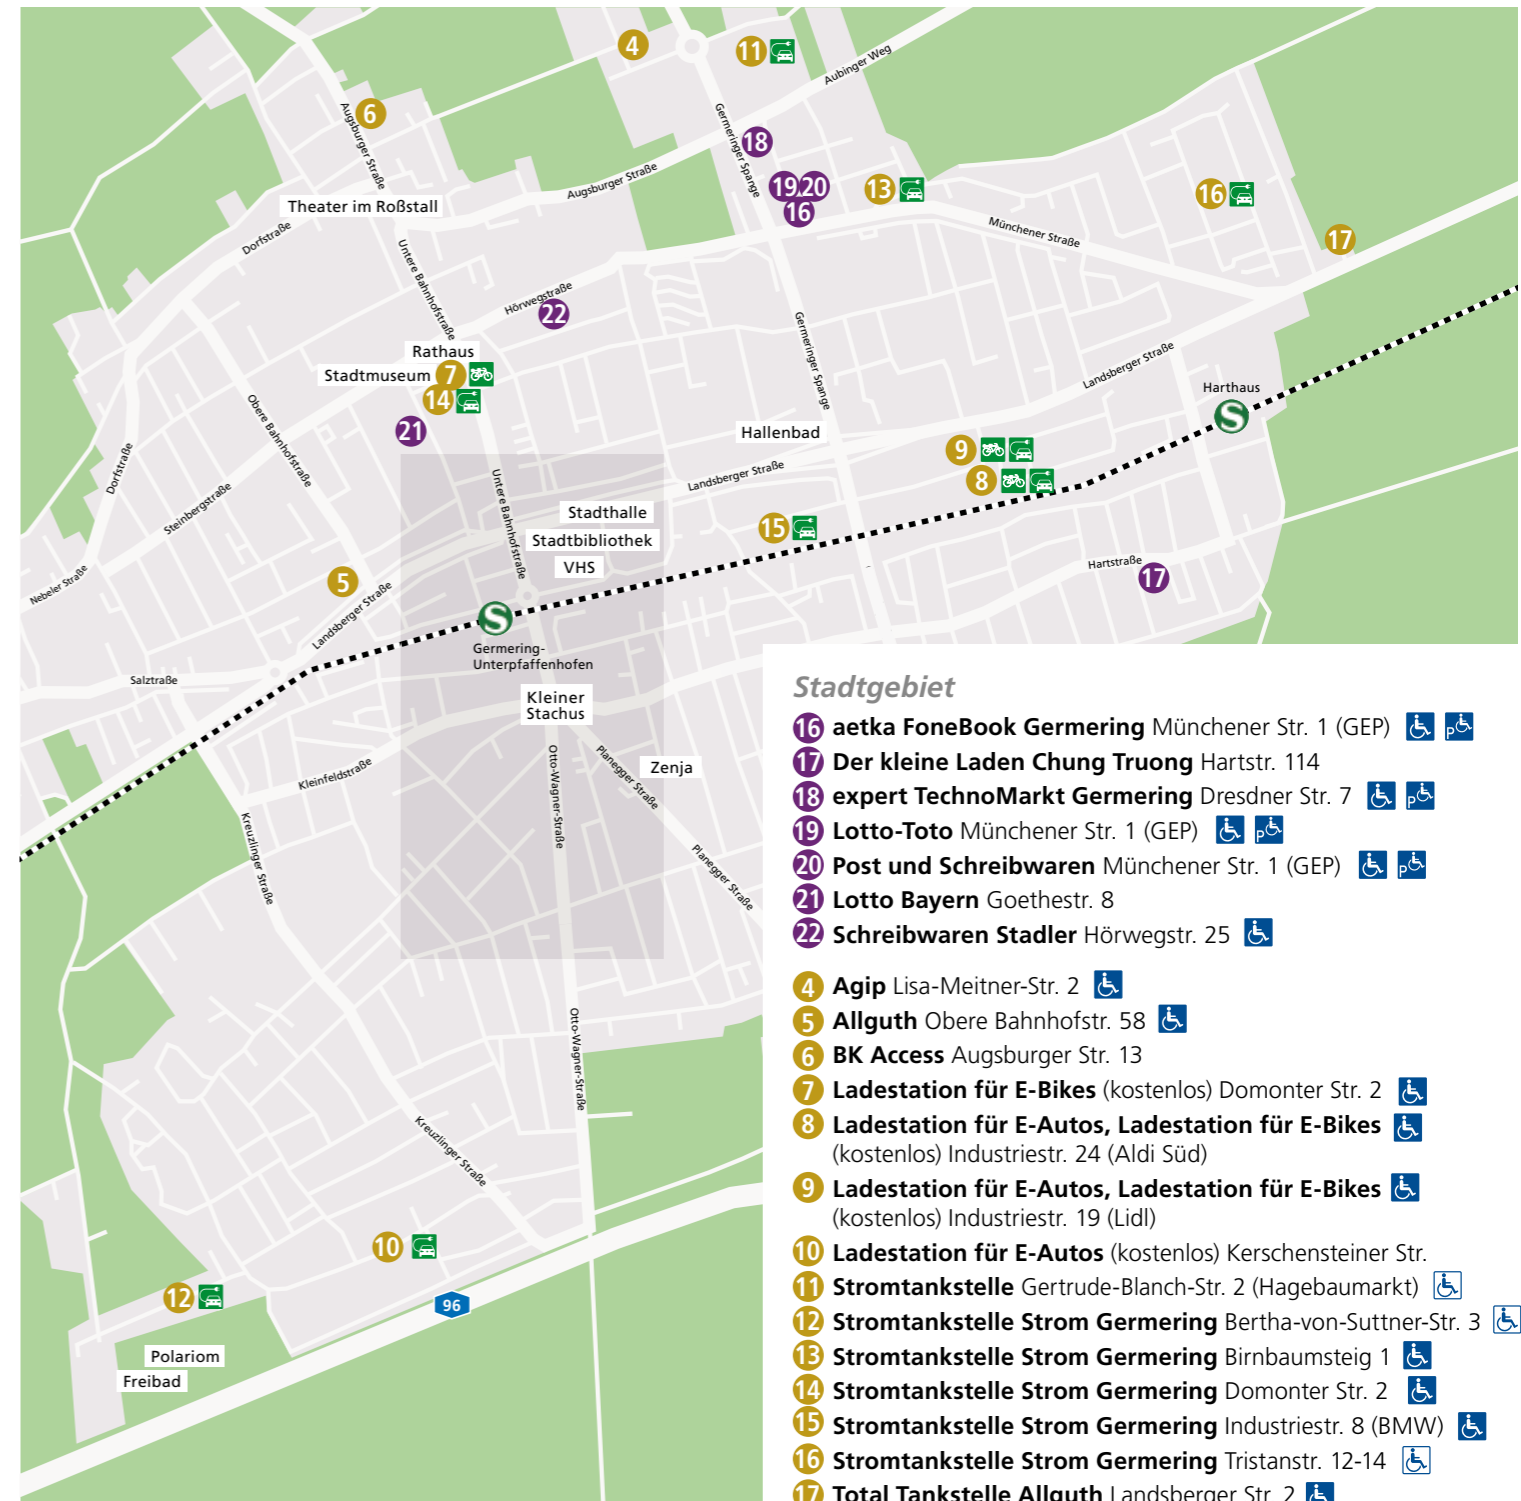 4
11
Aubinger Weg
6
Augsburger Straße
Germeringer Spange
18
Augsburger Straße
19
20
13
16
16
Theater im Roßstall
Dorfstraße
Münchener Straße
17
Untere Bahnhofstraße
Hörwegstraße
22
Germeringer Spange
Rathaus
Stadtmuseum
7
14
21
Landsberger Straße
Harthaus
S
Obere Bahnhofstraße
Hallenbad
9
8
Dorfstraße
Steinbergstraße
Untere Bahnhofstraße
Landsberger Straße
Stadthalle
15
Stadtbibliothek
VHS
Hartstraße
17
Nebeler Straße
5
Landsberger Straße
S
Germering-
Unterpfaffenhofen
Salztraße
Kleiner
Stachus
Kleinfeldstraße
Otto-Wagner-Straße
Planegger Straße
Zenja
Kreuzlinger Straße
Planegger Straße
Otto-Wagner-Straße
Kreuzlinger Straße
10
12
96
Polariom
Freibad
Stadtgebiet
16 aetka FoneBook Germering Münchener Str. 1 (GEP) P
17 Der kleine Laden Chung Truong Hartstr. 114
18 expert TechnoMarkt Germering Dresdner Str. 7 P
19 Lotto-Toto Münchener Str. 1 (GEP) P
20 Post und Schreibwaren Münchener Str. 1 (GEP) P
21 Lotto Bayern Goethestr. 8
22 Schreibwaren Stadler Hörwegstr. 25
4 Agip Lisa-Meitner-Str. 2
5 Allguth Obere Bahnhofstr. 58
6 BK Access Augsburger Str. 13
7 Ladestation für E-Bikes (kostenlos) Domonter Str. 2
8 Ladestation für E-Autos, Ladestation für E-Bikes
(kostenlos) Industriestr. 24 (Aldi Süd)
9 Ladestation für E-Autos, Ladestation für E-Bikes
(kostenlos) Industriestr. 19 (Lidl)
10 Ladestation für E-Autos (kostenlos) Kerschensteiner Str.
11 Stromtankstelle Gertrude-Blanch-Str. 2 (Hagebaumarkt)
12 Stromtankstelle Strom Germering Bertha-von-Suttner-Str. 3
13 Stromtankstelle Strom Germering Birnbaumsteig 1
14 Stromtankstelle Strom Germering Domonter Str. 2
15 Stromtankstelle Strom Germering Industriestr. 8 (BMW)
16 Stromtankstelle Strom Germering Tristanstr. 12-14
17 Total Tankstelle Allguth Landsberger Str. 2